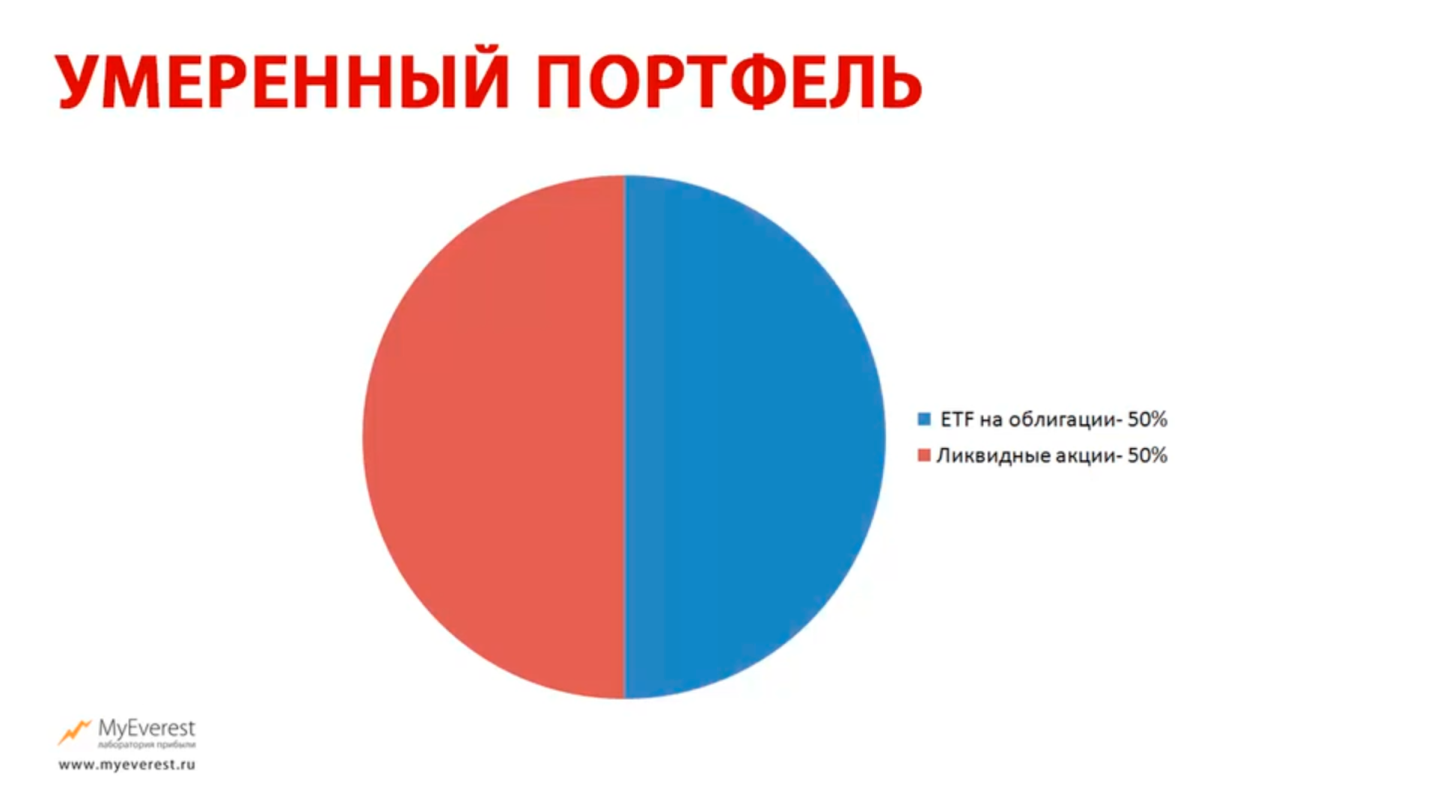 УМЕРЕННЫЙ ПОРТФЕЛЬ
ETF на облигации- 50%
Ликвидные акции- 50%
MyEverest
лаборатория прибыли
www.myeverest.ru